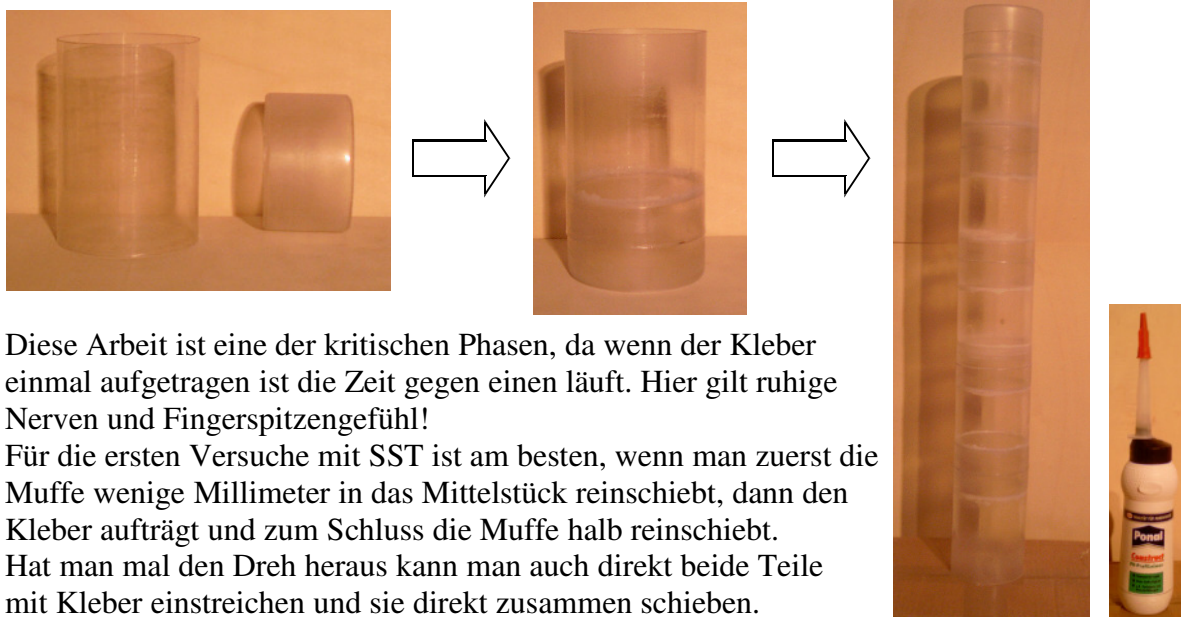 Diese Arbeit ist eine der kritischen Phasen, da wenn der Kleber
einmal aufgetragen ist die Zeit gegen einen läuft. Hier gilt ruhige
Nerven und Fingerspitzengefühl!
Für die ersten Versuche mit SST ist am besten, wenn man zuerst die
Muffe wenige Millimeter in das Mittelstück reinschiebt, dann den
Kleber aufträgt und zum Schluss die Muffe halb reinschiebt.
Hat man mal den Dreh heraus kann man auch direkt beide Teile
mit Kleber einstreichen und sie direkt zusammen schieben.
Ponal
Construct